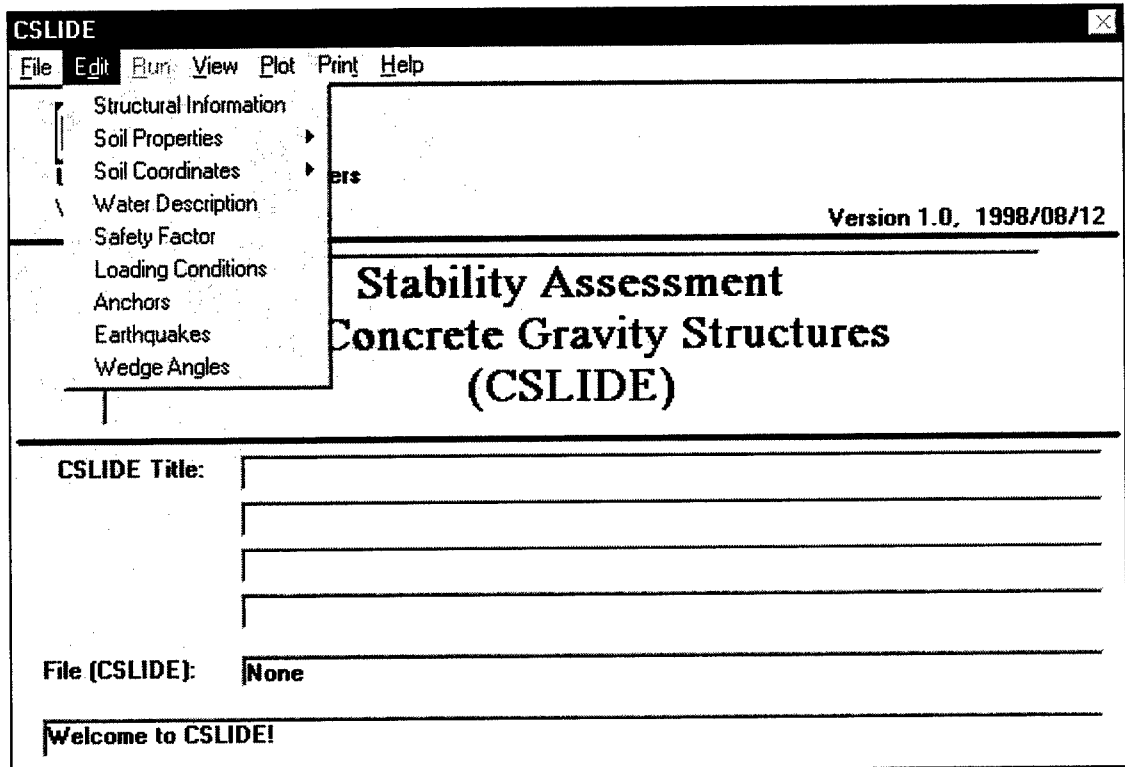 CSLIDE
File Edit Run View Plot Print Help
Structural Information
Soil Properties
Soil Coordinates
Water Description
Safety Factor
Loading Conditions
Anchors
Earthquakes
Wedge Angles
ers
Version 1.0, 1998/08/12
Stability Assessment
Concrete Gravity Structures
(CSLIDE)
CSLIDE Title:
File (CSLIDE): None
Welcome to CSLIDE!